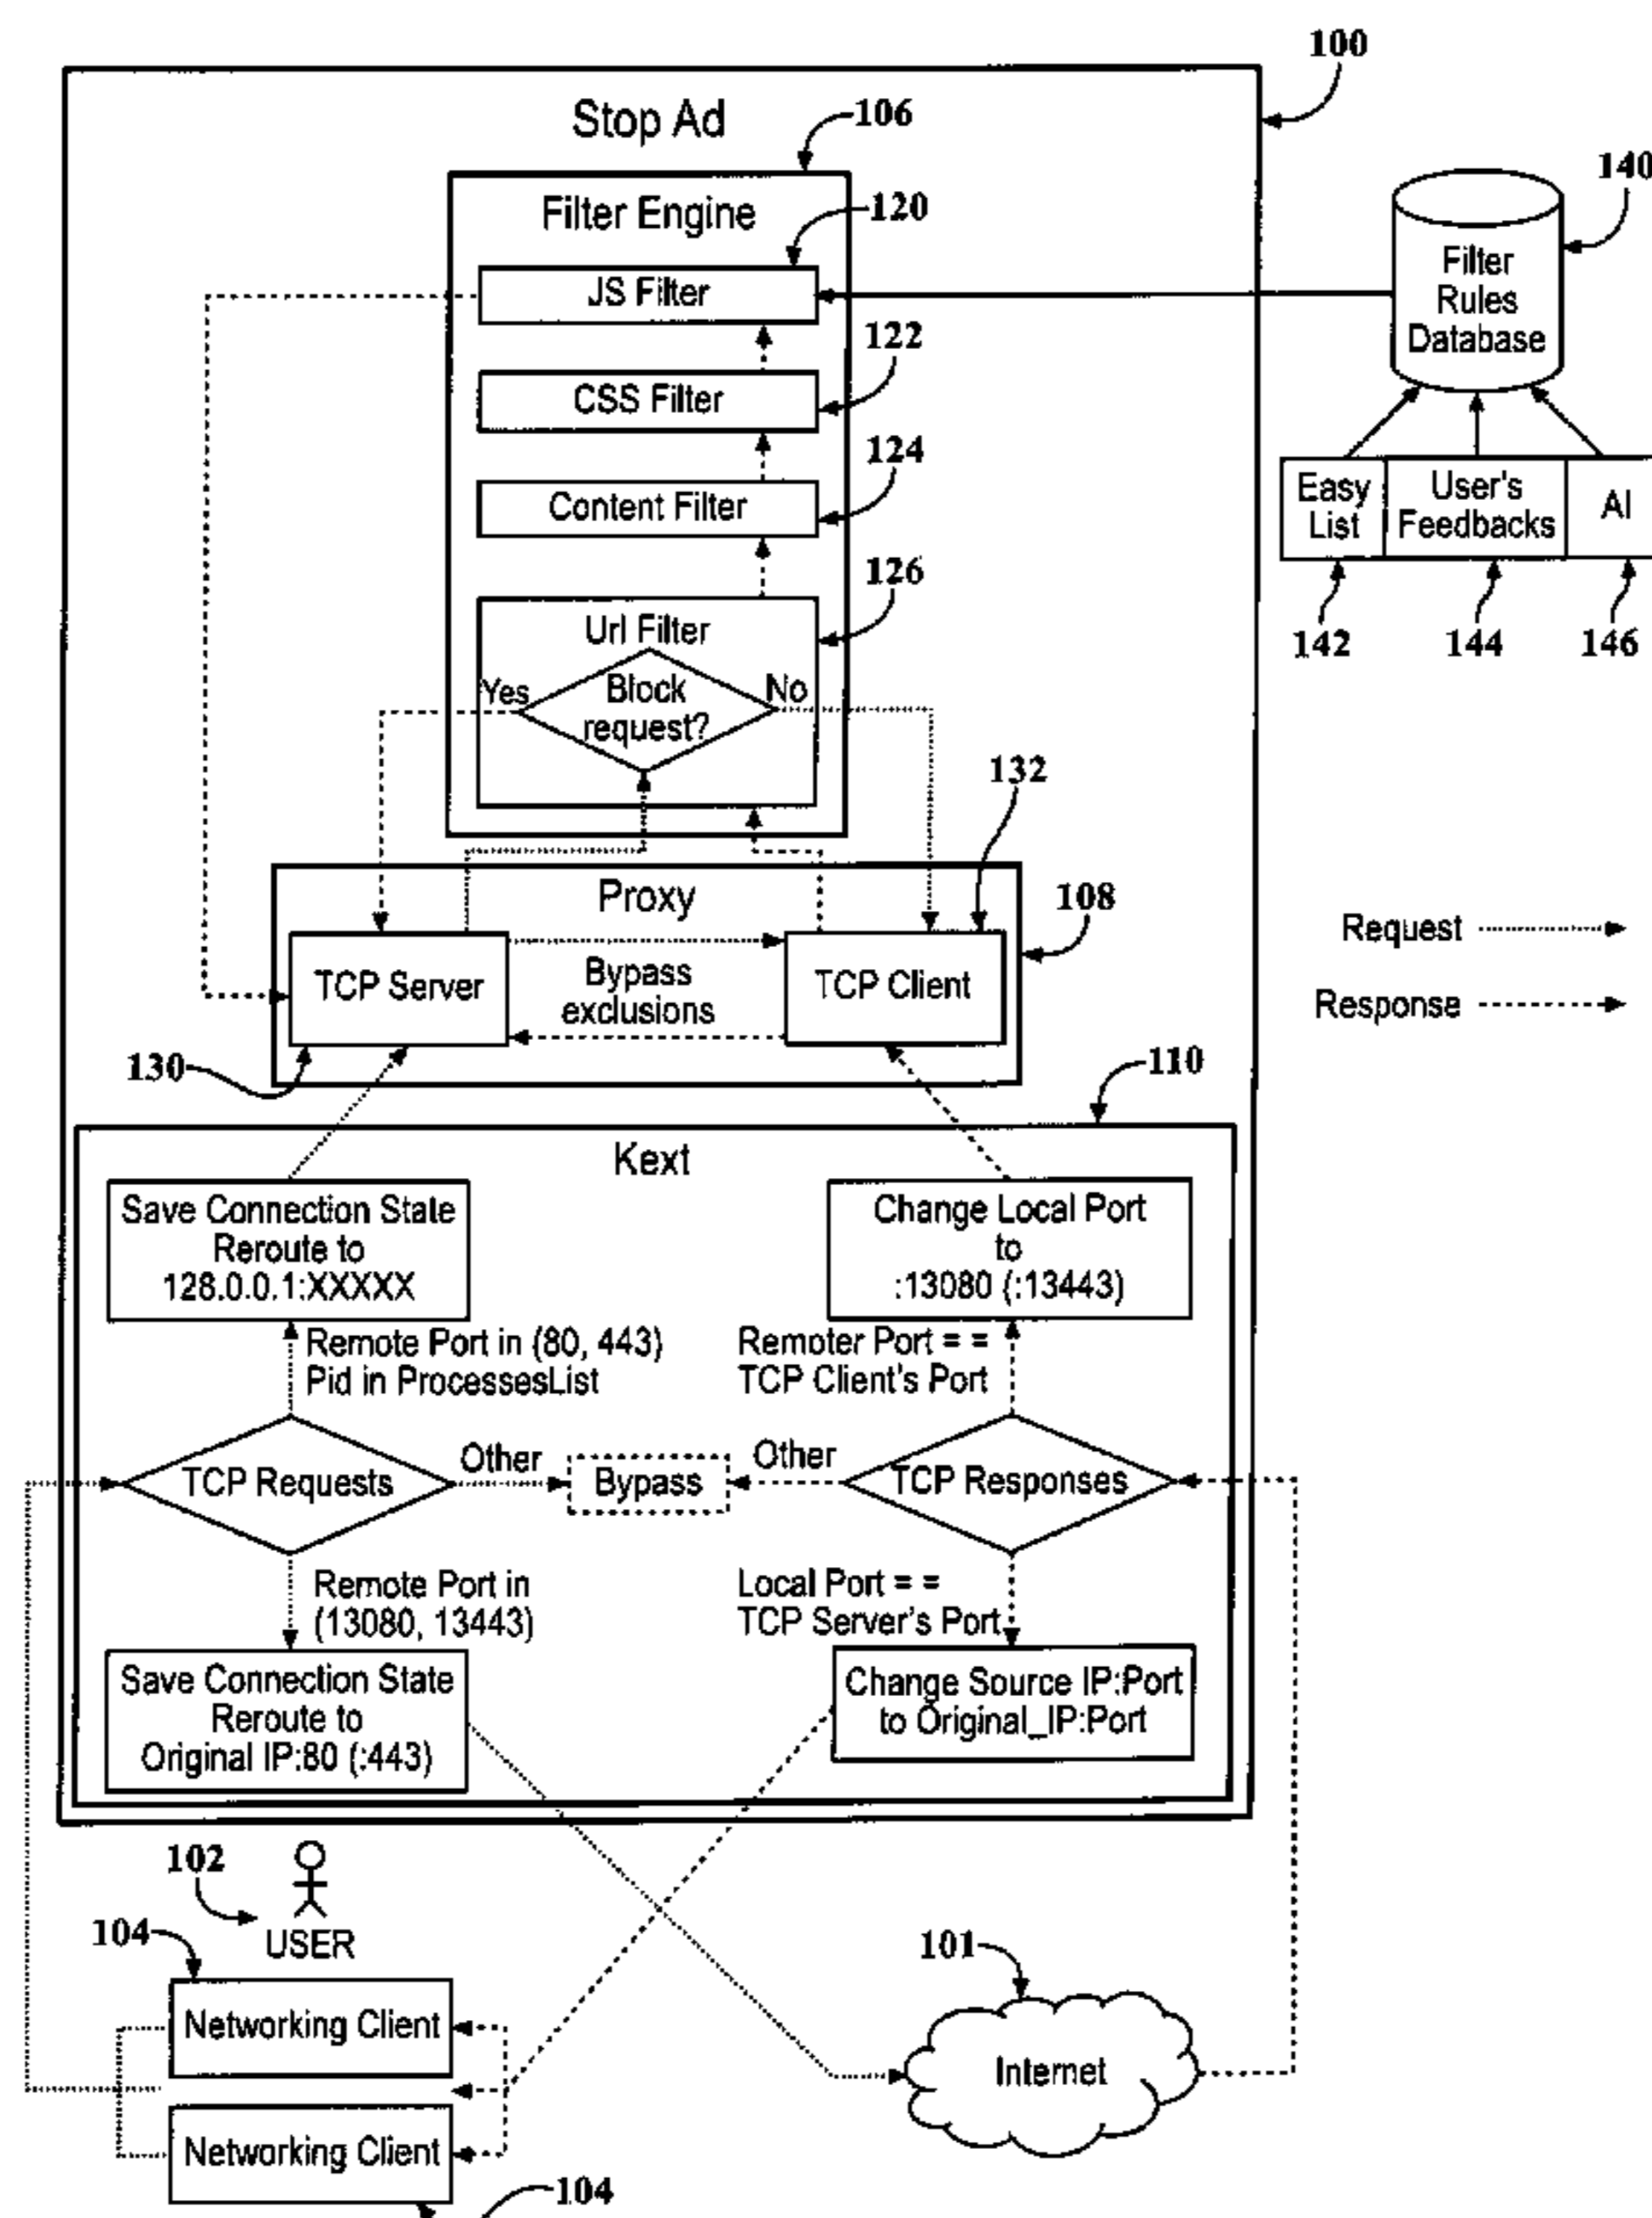 100
Stop Ad
106
140
Filter Engine
120
Filter
Rules
Database
JS Filter
122
CSS Filter
124
Content Filter
Easy
List
User's
Feedbacks
AI
126
142
144
146
Url Filter
Yes
Block
request?
No
132
Proxy
108
Request
TCP Server
Bypass
exclusions
TCP Client
Response
130
110
Kext
Save Connection State
Reroute to
128.0.0.1:XXXXX
Change Local Port
to
:13080 (:13443)
Remote Port in (80, 443)
Pid in ProcessesList
Remoter Port = =
TCP Client's Port
TCP Requests
Other
Bypass
Other
TCP Responses
Remote Port in
(13080, 13443)
Local Port = =
TCP Server's Port
Save Connection State
Reroute to
Original IP:80 (:443)
Change Source IP:Port
to Original_IP:Port
102
USER
104
101
Networking Client
Internet
Networking Client
104